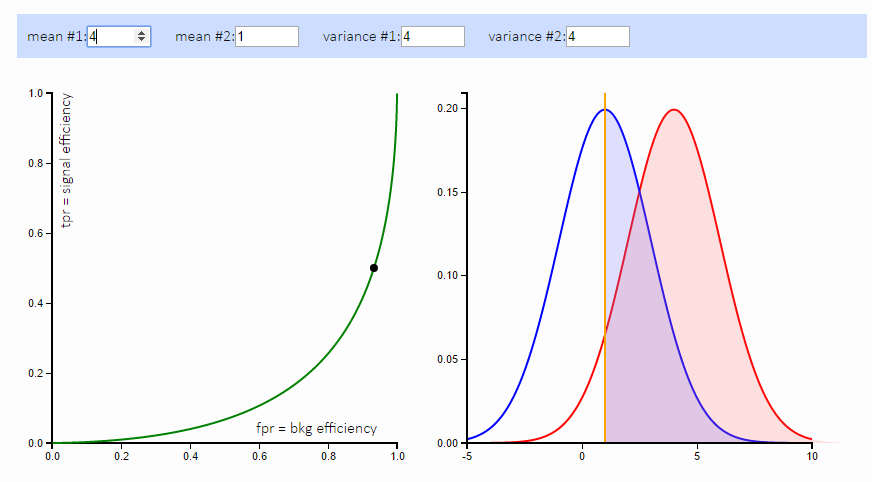 mean #1: 4 mean #2: 1 variance #1: 4 variance #2: 4
tpr = signal efficiency
1.0
0.8
0.6
0.4
0.2
0.0
fpr = bkg efficiency
0.0 0.2 0.4 0.6 0.8 1.0
0.20
0.15
0.10
0.05
0.00
-5 0 5 10